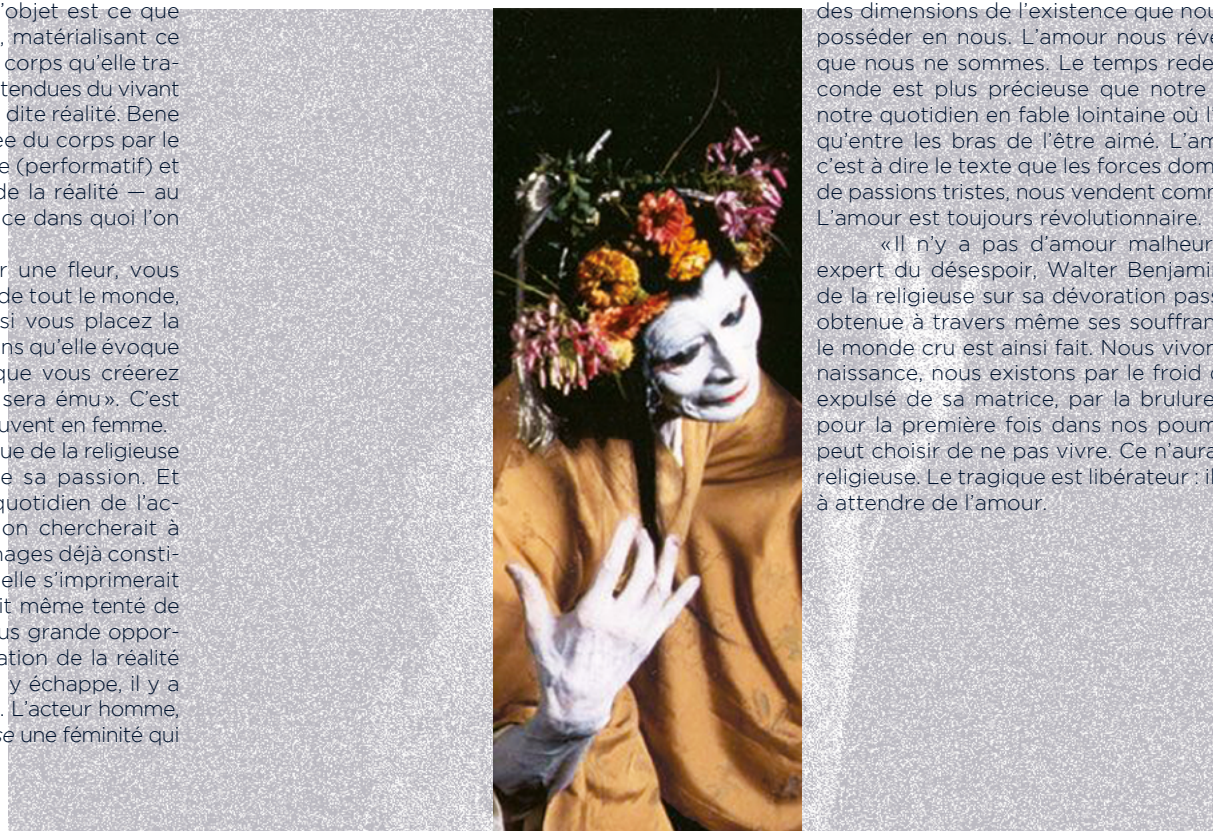 ’objet est ce que
, matérialisant ce
corps qu’elle tra-
tendues du vivant
dite réalité. Bene
ée du corps par le
e (performatif) et
de la réalité — au
ce dans quoi l’on
r une fleur, vous
de tout le monde,
si vous placez la
ns qu’elle évoque
que vous créerez
sera ému». C’est
uvent en femme.
ue de la religieuse
e sa passion. Et
quotidien de l’ac-
on chercherait à
nages déjà consti-
elle s’imprimerait
it même tenté de
us grande oppor-
ation de la réalité
y échappe, il y a
. L’acteur homme,
se une féminité qui
des dimensions de l’existence que nou
posséder en nous. L’amour nous révè
que nous ne sommes. Le temps rede
conde est plus précieuse que notre
notre quotidien en fable lointaine où l
qu’entre les bras de l’être aimé. L’am
c’est à dire le texte que les forces dom
de passions tristes, nous vendent comm
L’amour est toujours révolutionnaire.
«Il n’y a pas d’amour malheur
expert du désespoir, Walter Benjami
de la religieuse sur sa dévoration pass
obtenue à travers même ses souffran
le monde cru est ainsi fait. Nous vivon
naissance, nous existons par le froid d
expulsé de sa matrice, par la brulure
pour la première fois dans nos poum
peut choisir de ne pas vivre. Ce n’aura
religieuse. Le tragique est libérateur : il
à attendre de l’amour.